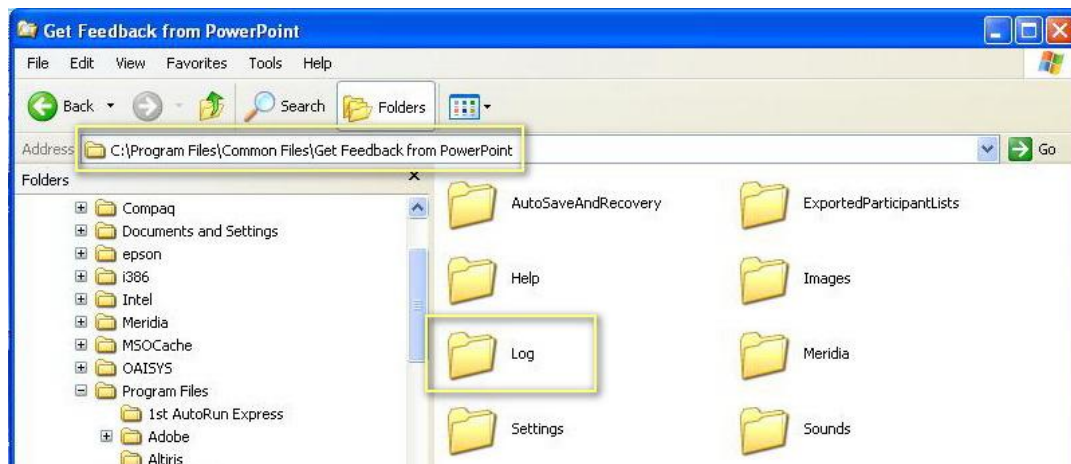 Get Feedback from PowerPoint
File Edit View Favorites Tools Help
Back Search Folders
Address C:\Program Files\Common Files\Get Feedback from PowerPoint Go
Folders x
Compaq
Documents and Settings
epson
i386
Intel
Meridia
MSOCache
OAISYS
Program Files
1st AutoRun Express
Adobe
Altiris
AutoSaveAndRecovery ExportedParticipantLists
Help Images
Log Meridia
Settings Sounds